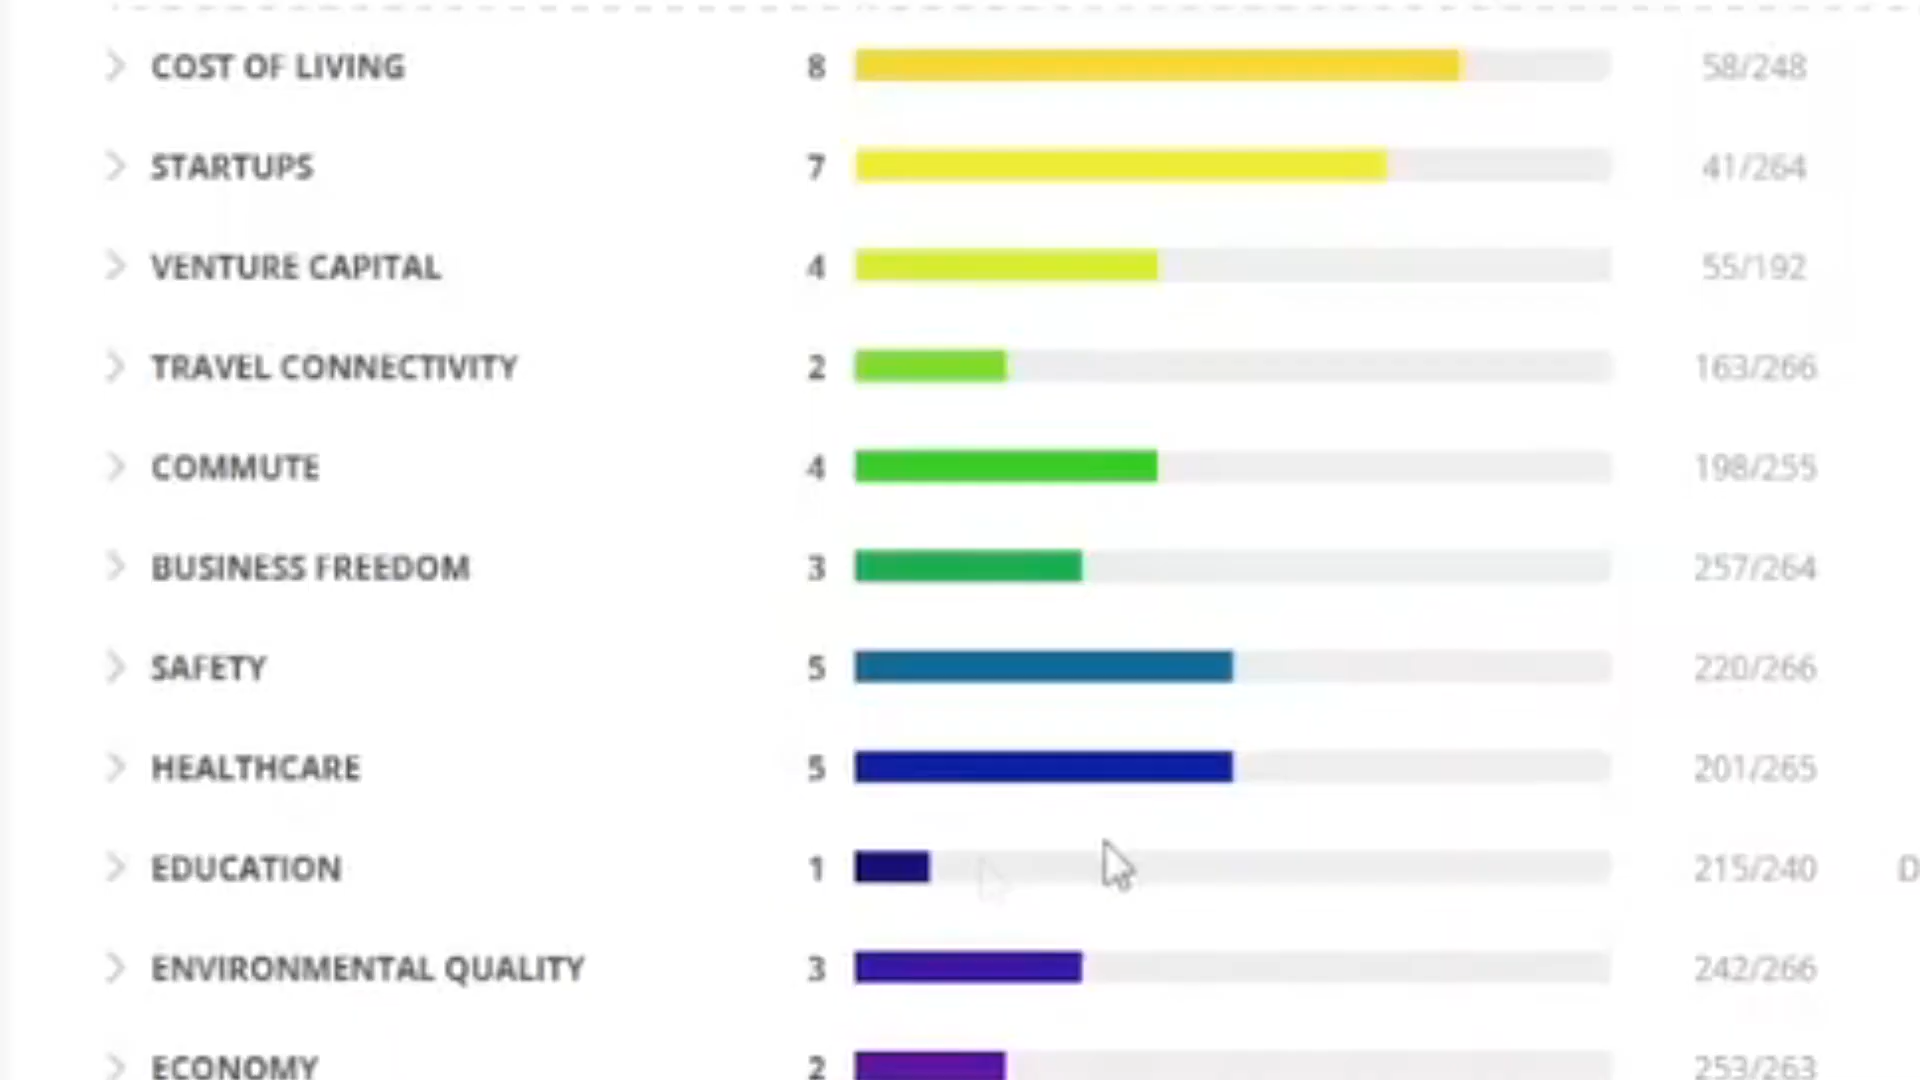 COST OF LIVING 8 58/248
STARTUPS 7 41/264
VENTURE CAPITAL 4 55/192
TRAVEL CONNECTIVITY 2 163/266
COMMUTE 4 198/255
BUSINESS FREEDOM 3 257/264
SAFETY 5 220/266
HEALTHCARE 5 201/265
EDUCATION 1 215/240 D
ENVIRONMENTAL QUALITY 3 242/266
ECONOMY 2 253/263